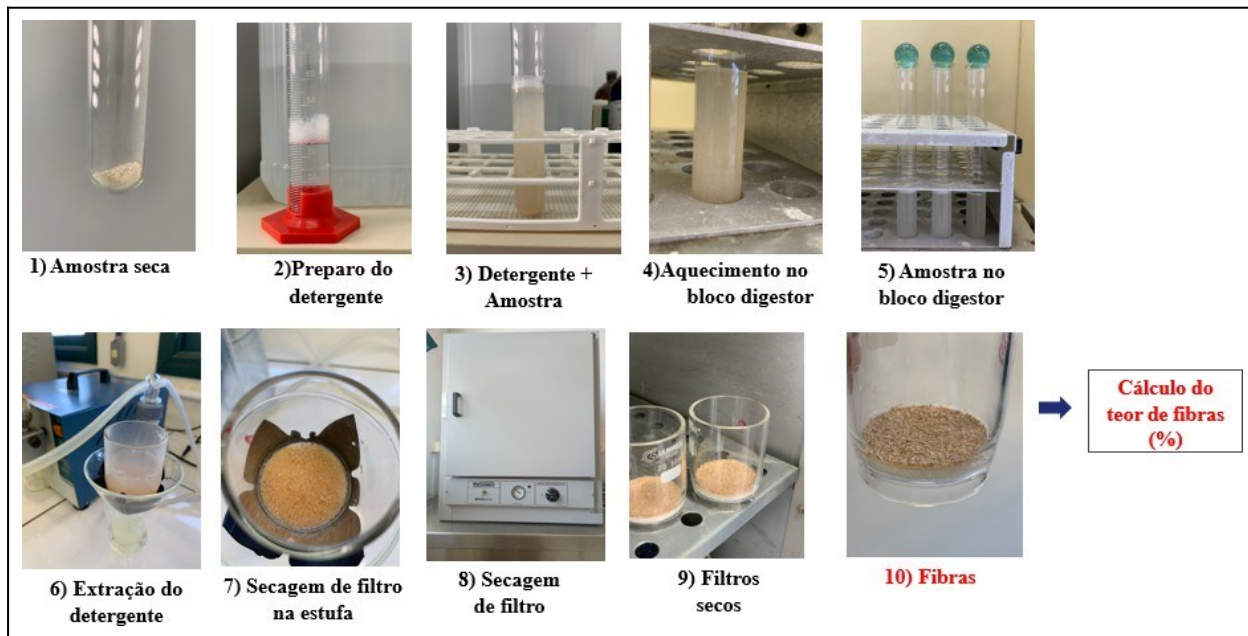 1) Amostra seca
2)Preparo do
detergente
3) Detergente +
Amostra
4)Aquecimento no
bloco digestor
5) Amostra no
bloco digestor
6) Extração do
detergente
7) Secagem de filtro
na estufa
8) Secagem
de filtro
9) Filtros
secos
10) Fibras
Cálculo do
teor de fibras
(%)